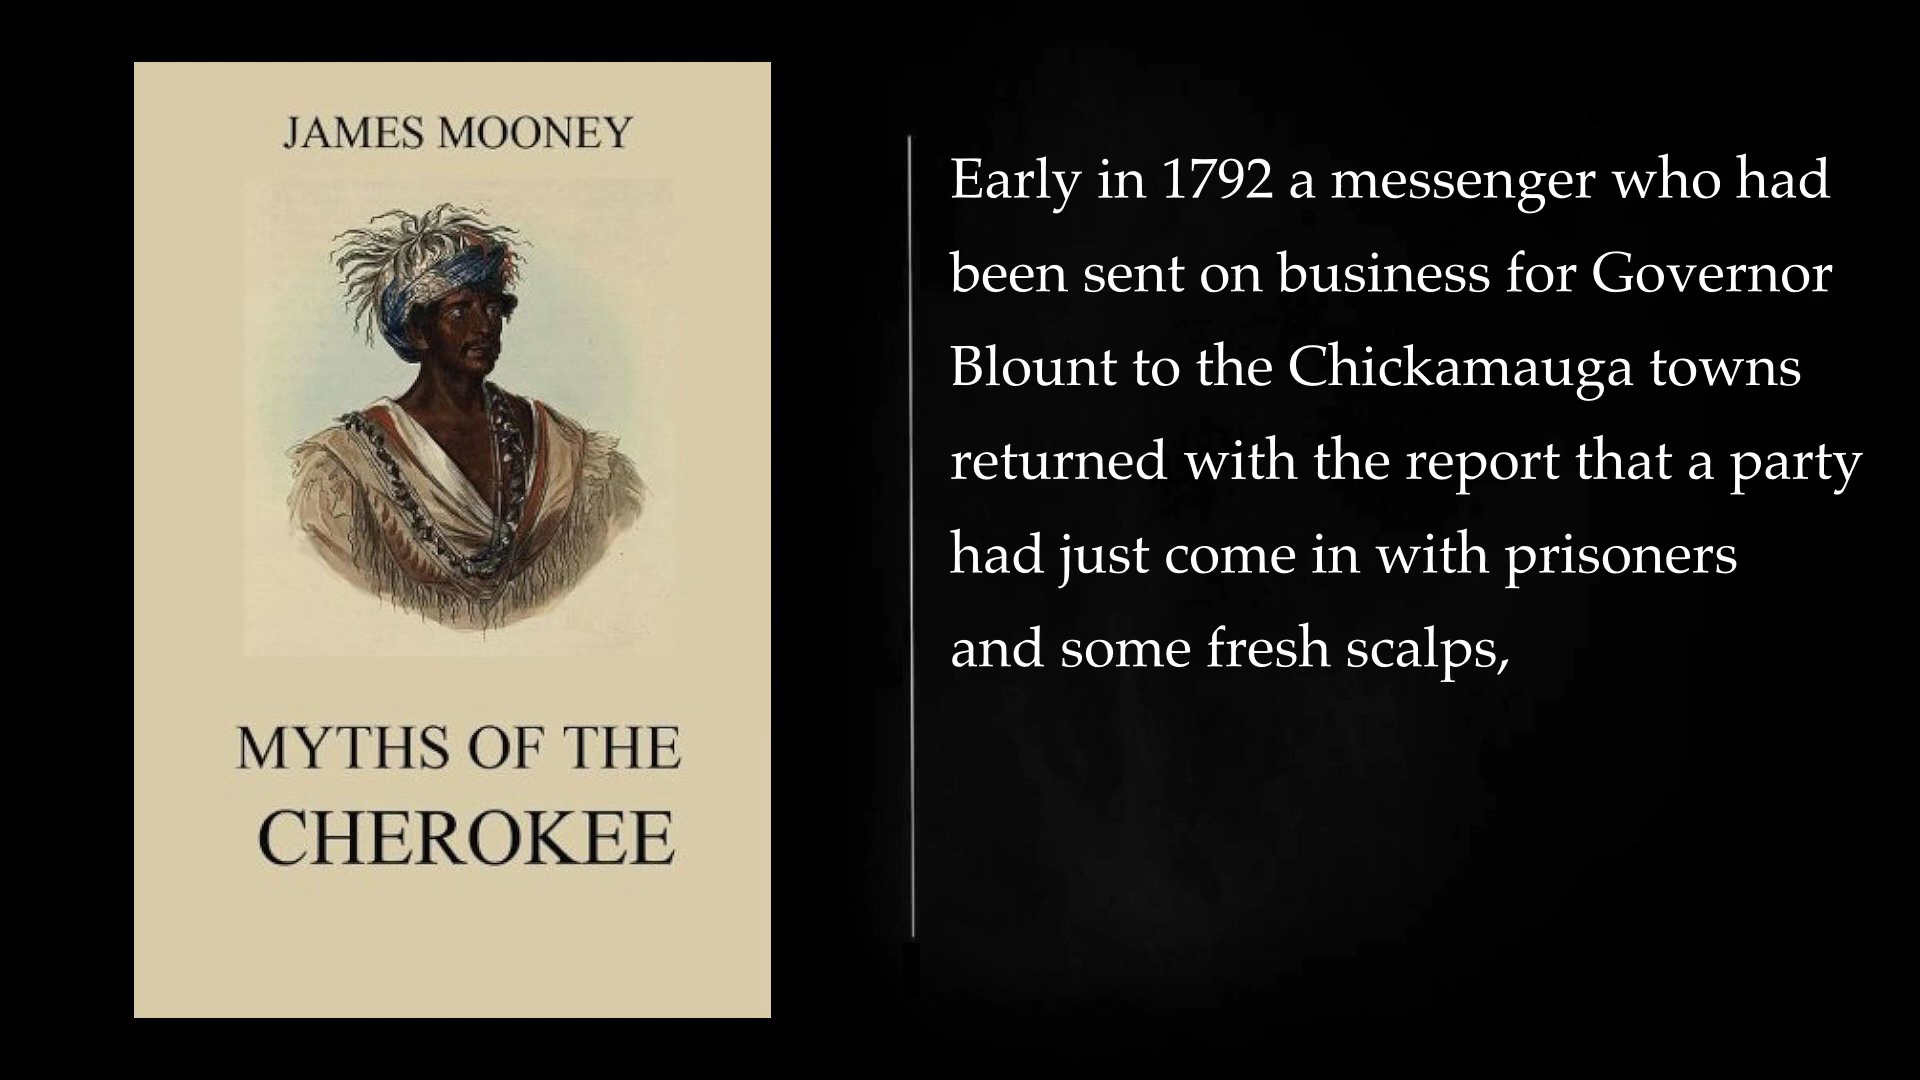 JAMES MOONEY
MYTHS OF THE
CHEROKEE
Early in 1792 a messenger who had
been sent on business for Governor
Blount to the Chickamauga towns
returned with the report that a party
had just come in with prisoners
and some fresh scalps,